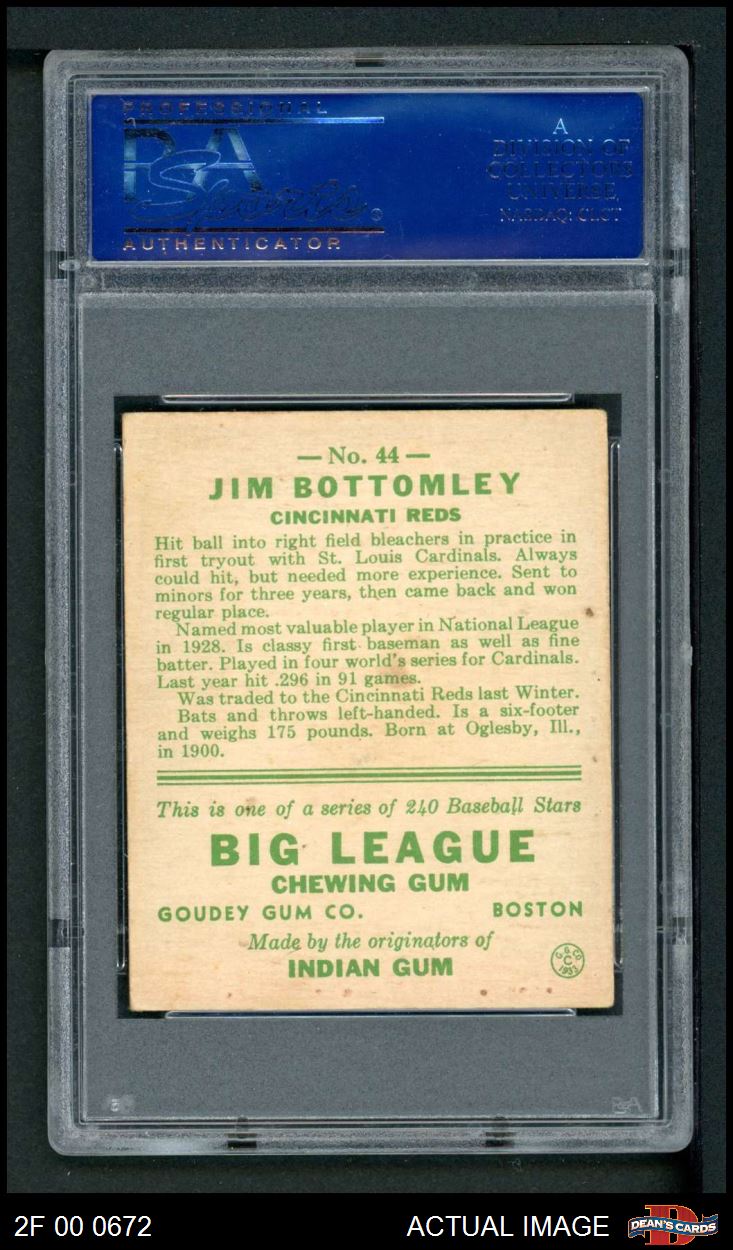 PROFESSIONAL
PSA
Sports
AUTHENTICATOR
A
DIVISION OF
COLLECTORS
UNIVERSE
NASDAQ: CLCT
— No. 44 —
JIM BOTTOMLEY
CINCINNATI REDS
Hit ball into right field bleachers in practice in
first tryout with St. Louis Cardinals. Always
could hit, but needed more experience. Sent to
minors for three years, then came back and won
regular place.
Named most valuable player in National League
in 1928. Is classy first baseman as well as fine
batter. Played in four world's series for Cardinals.
Last year hit .296 in 91 games.
Was traded to the Cincinnati Reds last Winter.
Bats and throws left-handed. Is a six-footer
and weighs 175 pounds. Born at Oglesby, Ill.,
in 1900.
This is one of a series of 240 Baseball Stars
BIG LEAGUE
CHEWING GUM
GOUDEY GUM CO. BOSTON
Made by the originators of
INDIAN GUM
G. G. CO
C
1933
PSA
2F 00 0672
ACTUAL IMAGE
D
DEAN'S CARDS